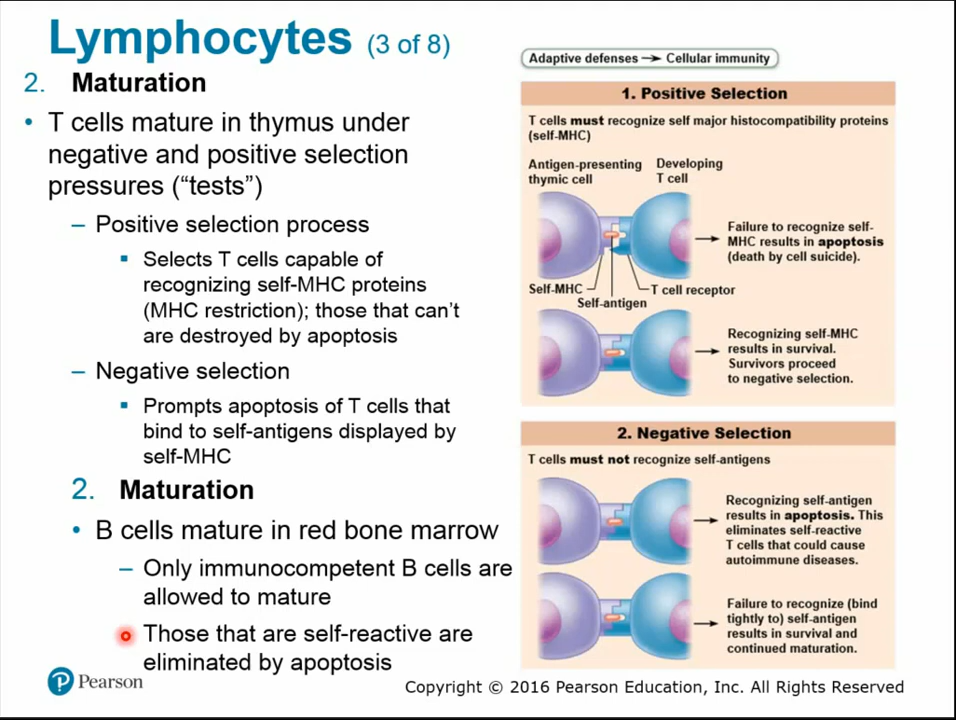 Lymphocytes (3 of 8)
2. Maturation
• T cells mature in thymus under
negative and positive selection
pressures (“tests”)
– Positive selection process
▪ Selects T cells capable of
recognizing self-MHC proteins
(MHC restriction); those that can’t
are destroyed by apoptosis
– Negative selection
▪ Prompts apoptosis of T cells that
bind to self-antigens displayed by
self-MHC
2. Maturation
• B cells mature in red bone marrow
– Only immunocompetent B cells are
allowed to mature
Those that are self-reactive are
eliminated by apoptosis
Adaptive defenses → Cellular immunity
1. Positive Selection
T cells must recognize self major histocompatibility proteins
(self-MHC)
Antigen-presenting
thymic cell
Developing
T cell
Failure to recognize self-
MHC results in apoptosis
(death by cell suicide).
Self-MHC
T cell receptor
Self-antigen
Recognizing self-MHC
results in survival.
Survivors proceed
to negative selection.
2. Negative Selection
T cells must not recognize self-antigens
Recognizing self-antigen
results in apoptosis. This
eliminates self-reactive
T cells that could cause
autoimmune diseases.
Failure to recognize (bind
tightly to) self-antigen
results in survival and
continued maturation.
P Pearson
Copyright © 2016 Pearson Education, Inc. All Rights Reserved